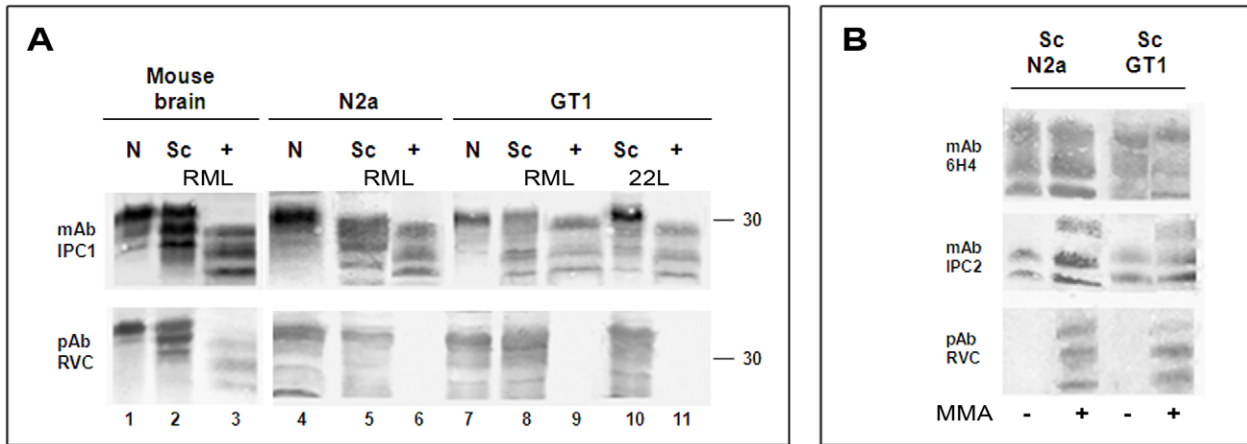 A
Mouse
brain
N2a
GT1
N Sc + N Sc + N Sc + Sc +
RML RML RML 22L
mAb
IPC1
30
pAb
RVC
30
1 2 3 4 5 6 7 8 9 10 11
B
Sc Sc
N2a GT1
mAb
6H4
mAb
IPC2
pAb
RVC
MMA - + - +